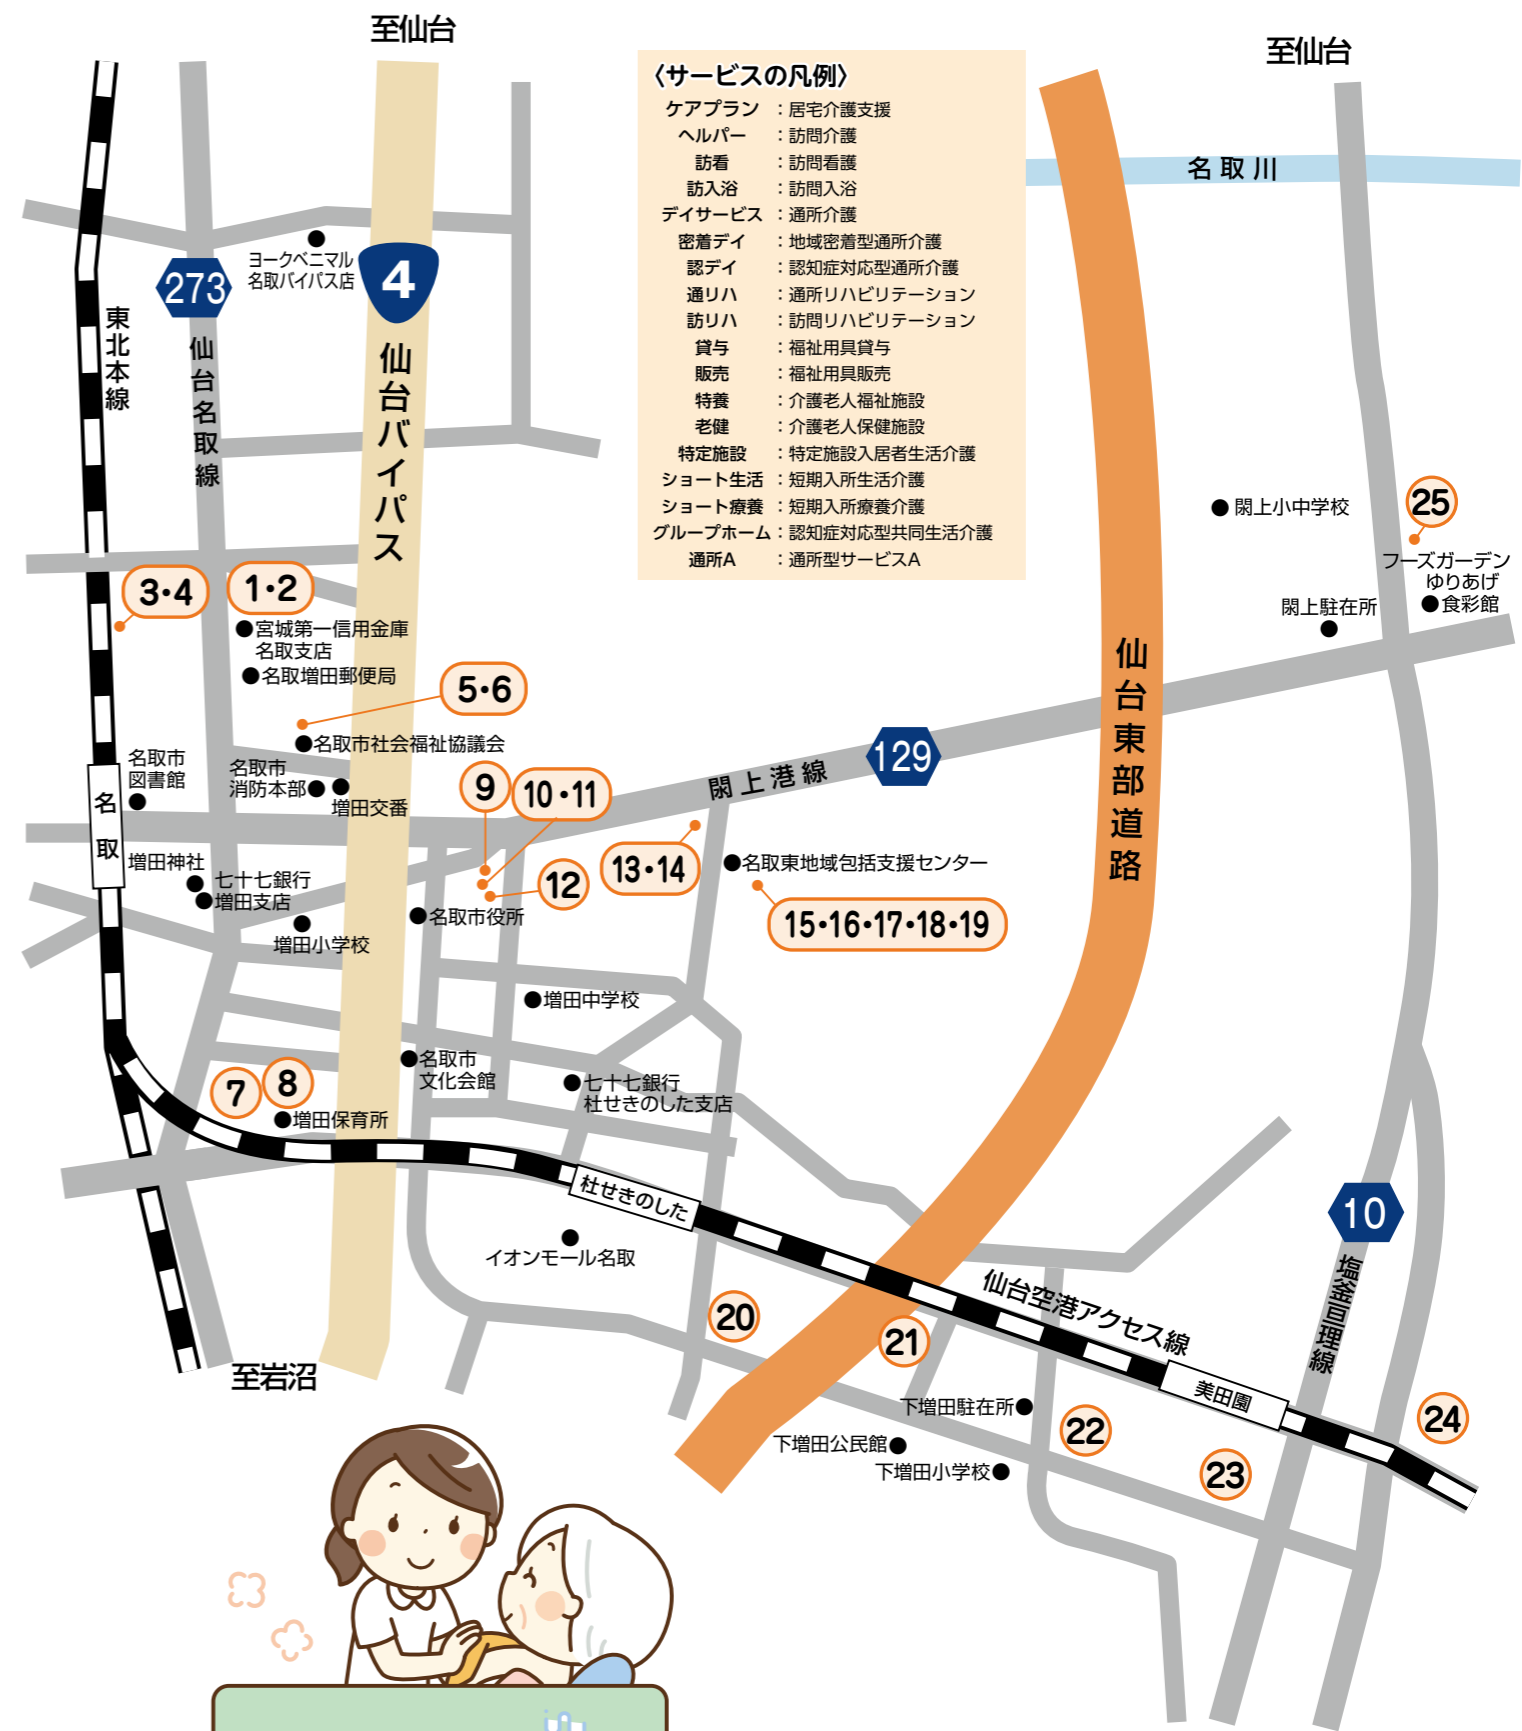 至仙台
至仙台
〈サービスの凡例〉
ケアプラン：居宅介護支援
ヘルパー：訪問介護
訪看：訪問看護
訪入浴：訪問入浴
デイサービス：通所介護
密着デイ：地域密着型通所介護
認デイ：認知症対応型通所介護
通リハ：通所リハビリテーション
訪リハ：訪問リハビリテーション
貸与：福祉用具貸与
販売：福祉用具販売
特養：介護老人福祉施設
老健：介護老人保健施設
特定施設：特定施設入居者生活介護
ショート生活：短期入所生活介護
ショート療養：短期入所療養介護
グループホーム：認知症対応型共同生活介護
通所A：通所型サービスA
名取川
ヨークベニマル
名取バイパス店
273
4
東北本線
仙台名取線
仙台バイパス
25
閖上小中学校
フーズガーデン
ゆりあげ
食彩館
閖上駐在所
3・4
1・2
宮城第一信用金庫
名取支店
名取増田郵便局
5・6
名取市社会福祉協議会
仙台東部道路
129
閖上港線
名取市
図書館
名取市
消防本部
増田交番
9
10・11
名取
13・14
名取東地域包括支援センター
増田神社
七十七銀行
増田支店
12
名取市役所
15・16・17・18・19
増田小学校
増田中学校
名取市
文化会館
七十七銀行
杜せきのした支店
7
8
増田保育所
杜せきのした
10
イオンモール名取
塩釜亘理線
仙台空港アクセス線
20
21
至岩沼
美田園
下増田駐在所
22
24
下増田公民館
下増田小学校
23